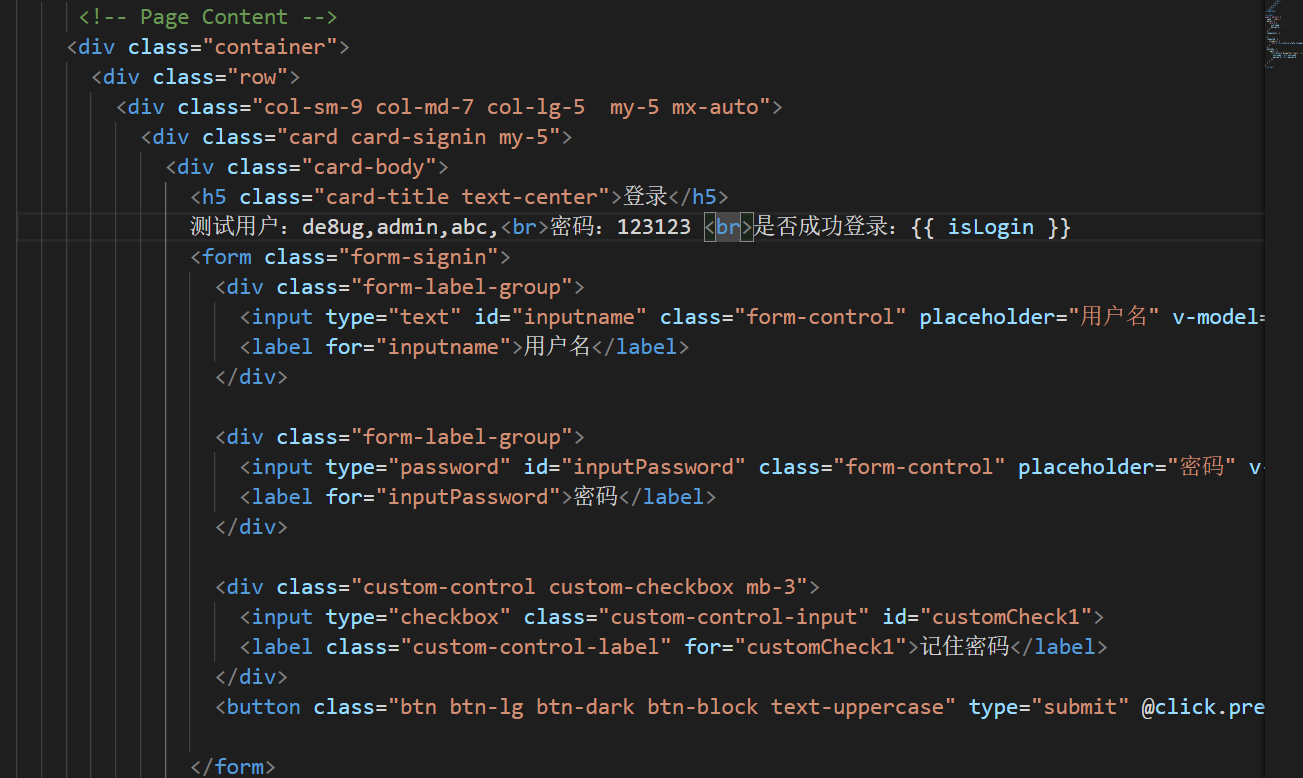 <!-- Page Content -->
<div class="container">
<div class="row">
<div class="col-sm-9 col-md-7 col-lg-5  my-5 mx-auto">
<div class="card card-signin my-5">
<div class="card-body">
<h5 class="card-title text-center">登录</h5>
测试用户：de8ug,admin,abc,<br>密码：123123 <br>是否成功登录：{{ isLogin }}
<form class="form-signin">
<div class="form-label-group">
<input type="text" id="inputname" class="form-control" placeholder="用户名" v-model=
<label for="inputname">用户名</label>
</div>
<div class="form-label-group">
<input type="password" id="inputPassword" class="form-control" placeholder="密码" v-
<label for="inputPassword">密码</label>
</div>
<div class="custom-control custom-checkbox mb-3">
<input type="checkbox" class="custom-control-input" id="customCheck1">
<label class="custom-control-label" for="customCheck1">记住密码</label>
</div>
<button class="btn btn-lg btn-dark btn-block text-uppercase" type="submit" @click.pre
</form>